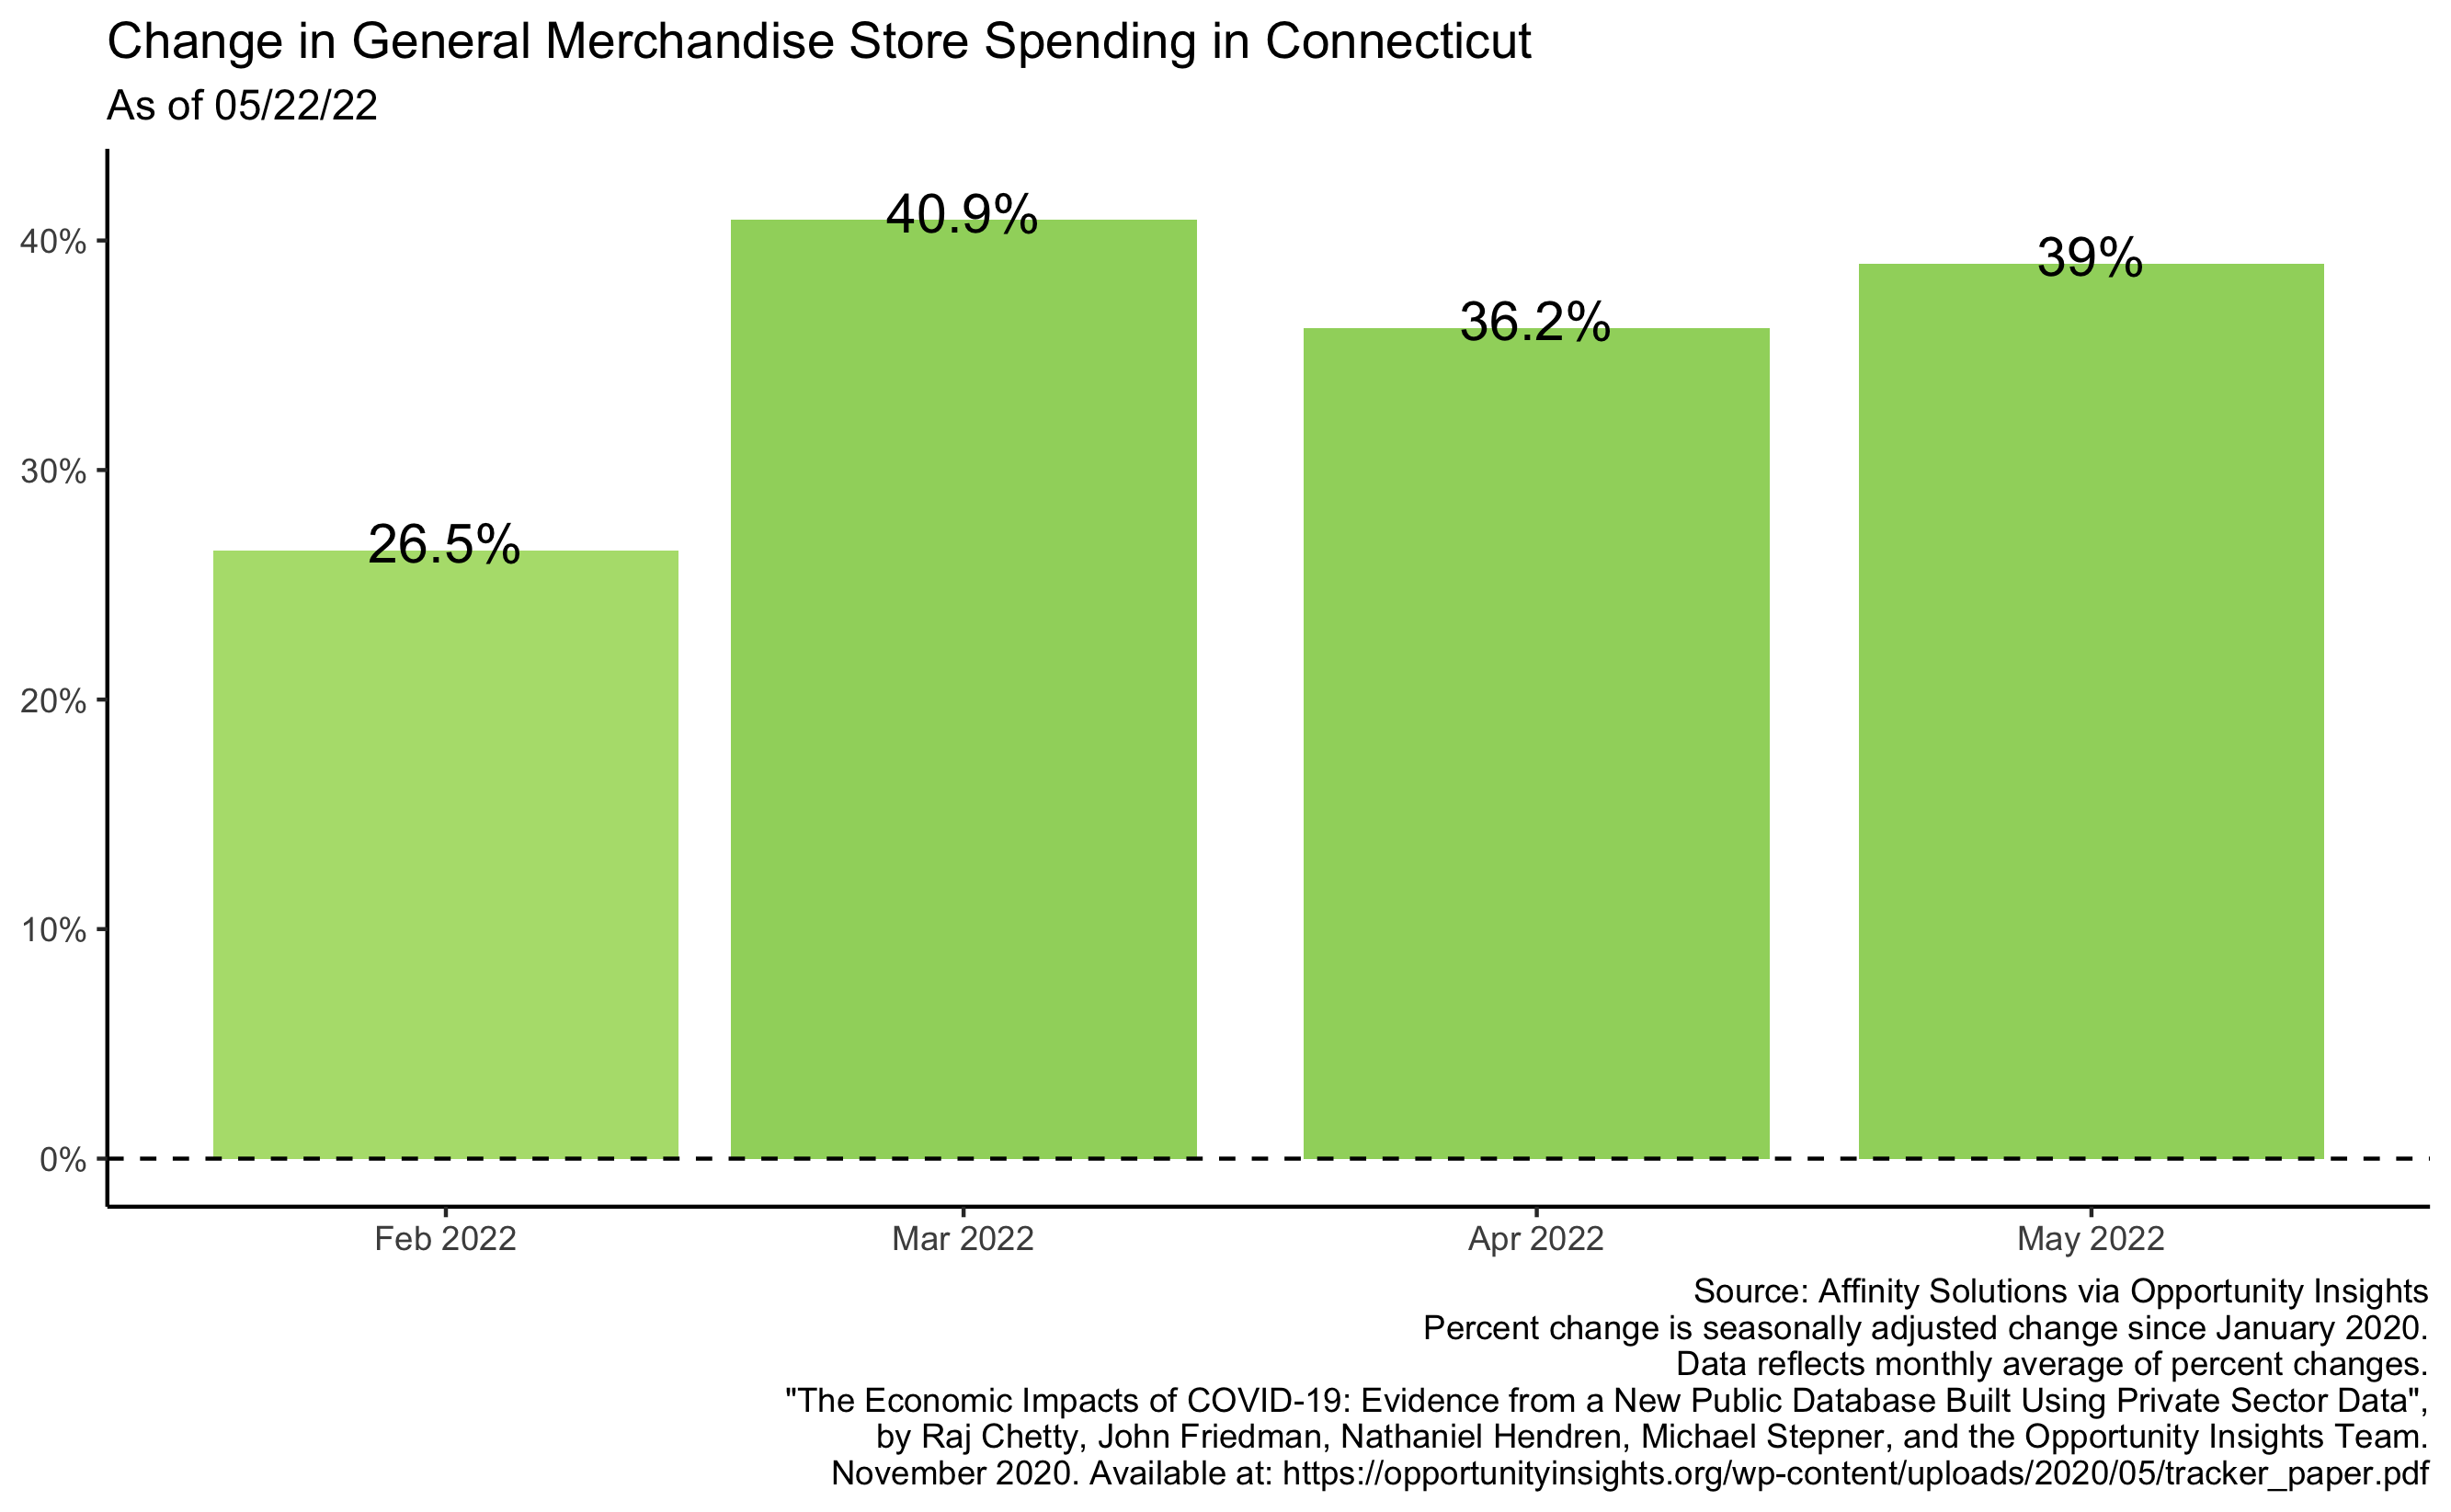 Change in General Merchandise Store Spending in Connecticut
As of 05/22/22
40%
30%
20%
10%
0%
26.5%
40.9%
36.2%
39%
Feb 2022
Mar 2022
Apr 2022
May 2022
Source: Affinity Solutions via Opportunity Insights
Percent change is seasonally adjusted change since January 2020.
Data reflects monthly average of percent changes.
"The Economic Impacts of COVID-19: Evidence from a New Public Database Built Using Private Sector Data",
by Raj Chetty, John Friedman, Nathaniel Hendren, Michael Stepner, and the Opportunity Insights Team.
November 2020. Available at: https://opportunityinsights.org/wp-content/uploads/2020/05/tracker_paper.pdf